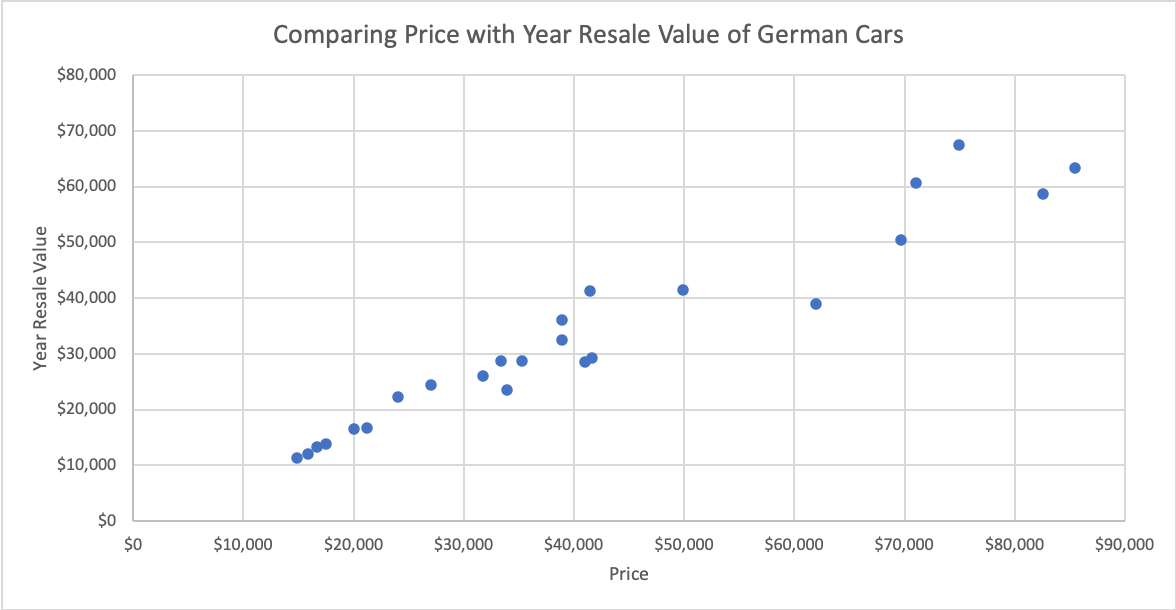 Comparing Price with Year Resale Value of German Cars
$80,000
$70,000
$60,000
$50,000
$40,000
$30,000
$20,000
$10,000
$0
Year Resale Value
$0 $10,000 $20,000 $30,000 $40,000 $50,000 $60,000 $70,000 $80,000 $90,000
Price